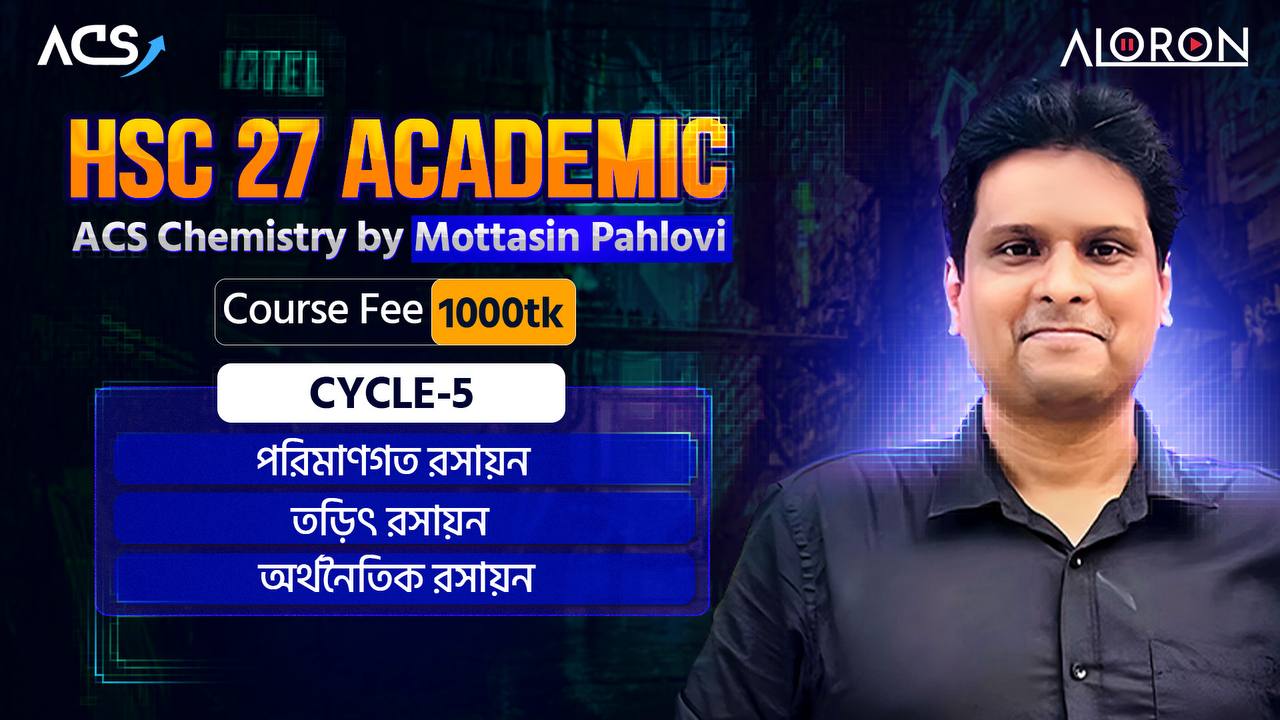 ACS
ALORON
HSC 27 ACADEMIC
ACS Chemistry by Mottasin Pahlovi
Course Fee 1000tk
CYCLE-5
পরিমাণগত রসায়ন
তড়িৎ রসায়ন
অর্থনৈতিক রসায়ন